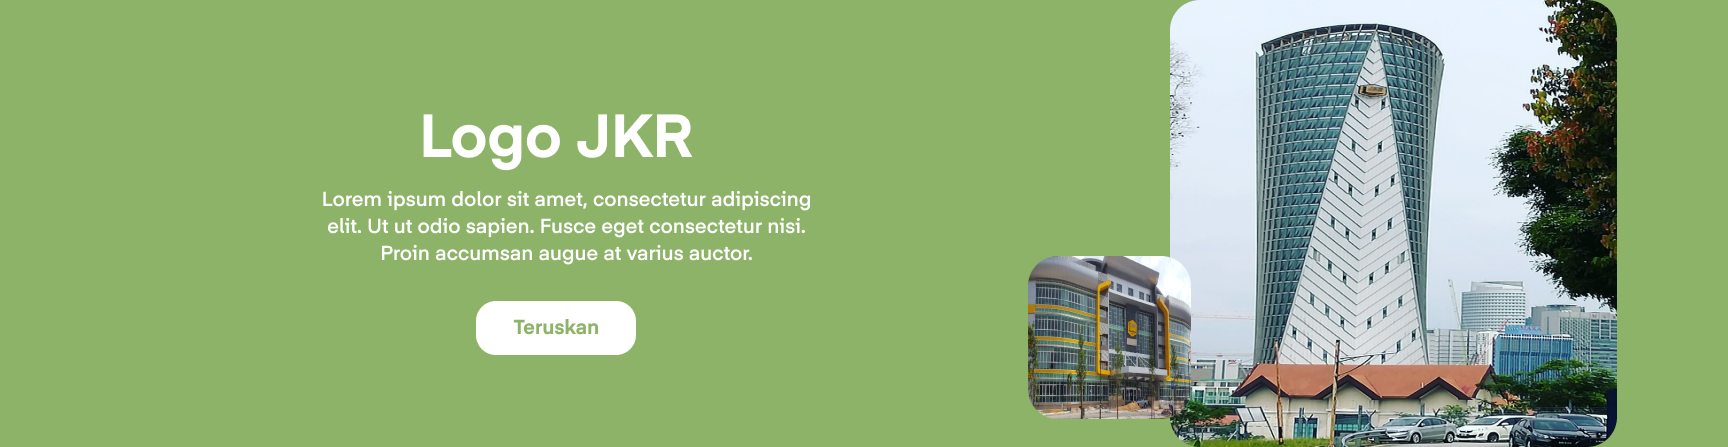 Logo JKR
Lorem ipsum dolor sit amet, consectetur adipiscing
elit. Ut ut odio sapien. Fusce eget consectetur nisi.
Proin accumsan augue at varius auctor.
Teruskan